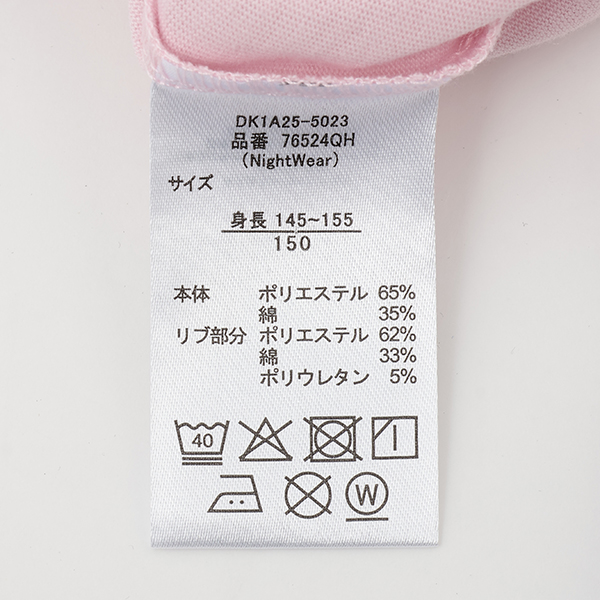 DK1A25-5023
品番 76524QH
(NightWear)
サイズ
身長 145~155
150
本体 ポリエステル 65%
綿 35%
リブ部分 ポリエステル 62%
綿 33%
ポリウレタン 5%
40
W